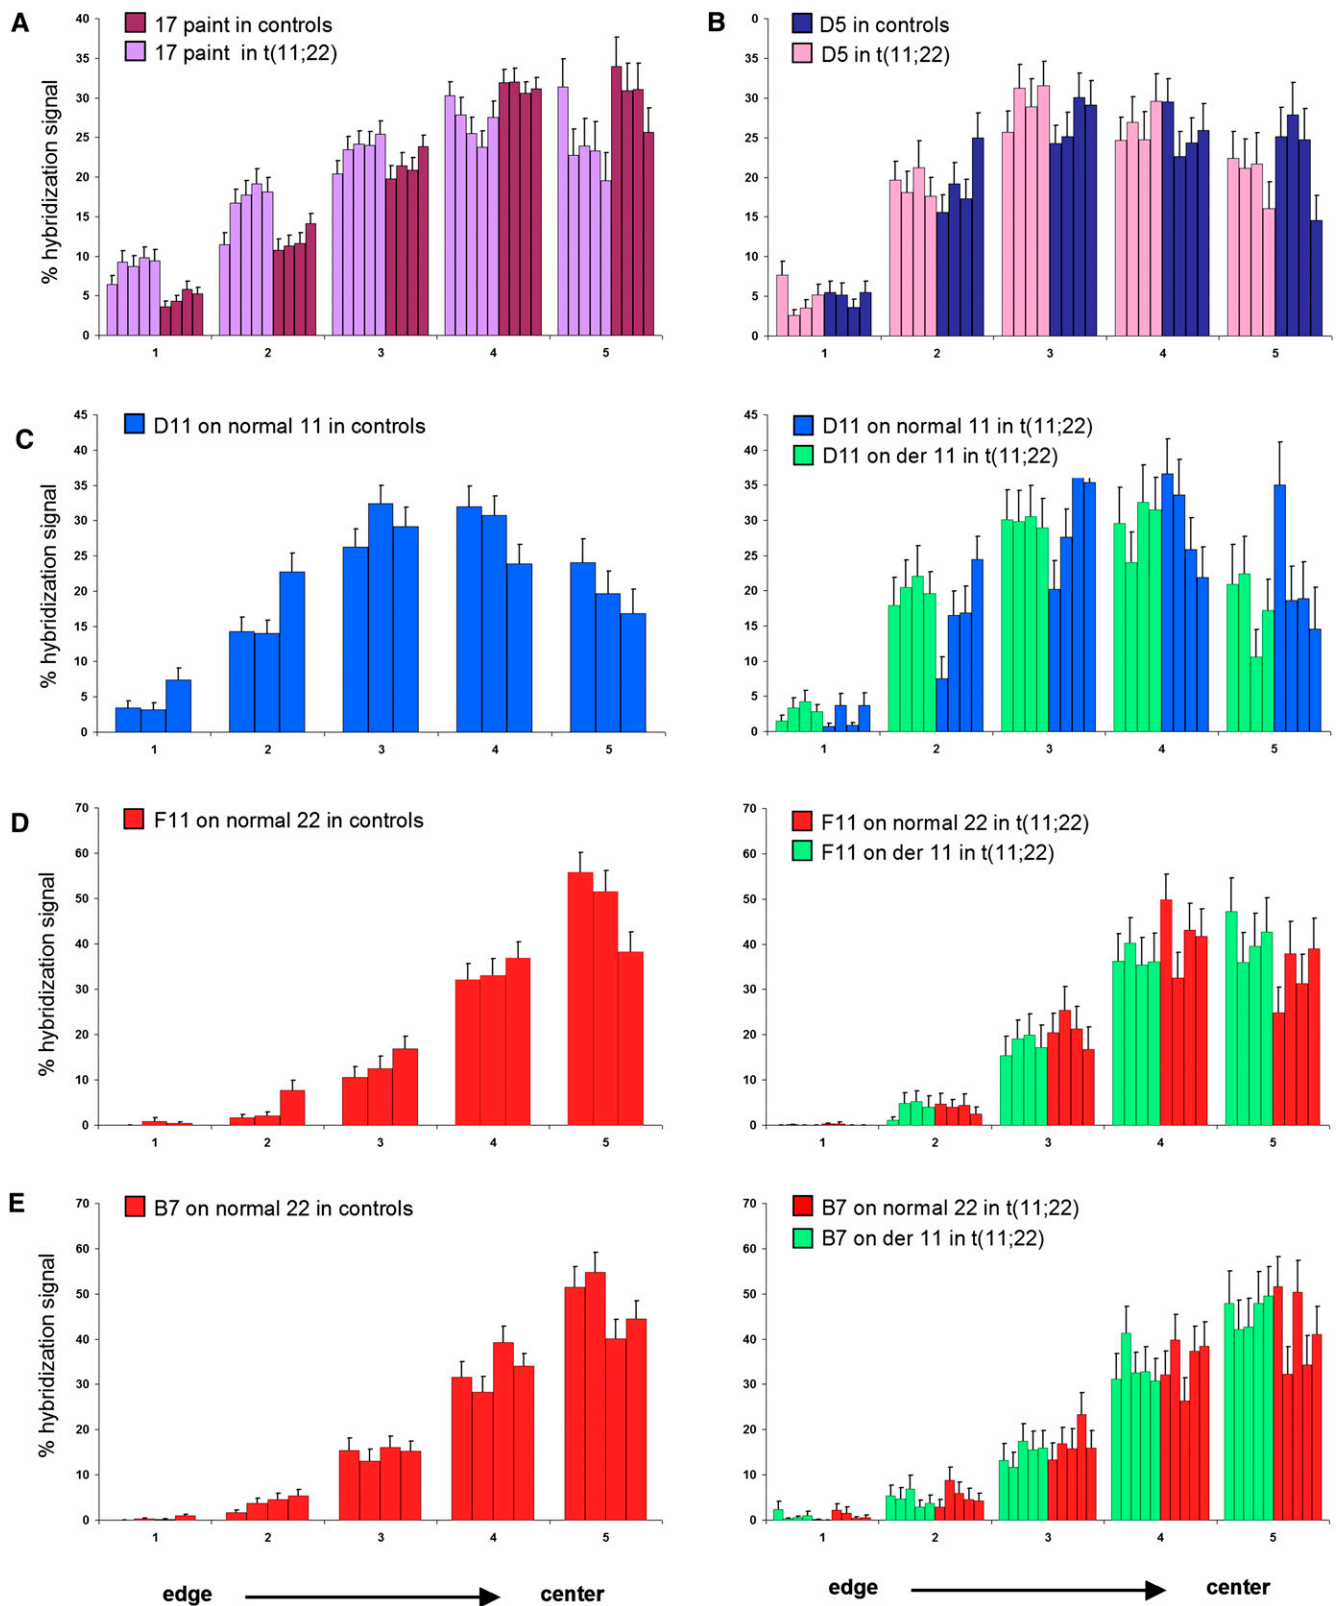 A
17 paint in controls
17 paint in t(11;22)
% hybridization signal
40
35
30
25
20
15
10
5
0
1 2 3 4 5
B
D5 in controls
D5 in t(11;22)
0
35
30
25
20
15
10
5
0
1 2 3 4 5
C
D11 on normal 11 in controls
% hybridization signal
45
40
35
30
25
20
15
10
5
0
1 2 3 4 5
D11 on normal 11 in t(11;22)
D11 on der 11 in t(11;22)
45
40
35
30
25
20
15
10
5
0
1 2 3 4 5
D
F11 on normal 22 in controls
% hybridization signal
70
60
50
40
30
20
10
0
1 2 3 4 5
F11 on normal 22 in t(11;22)
F11 on der 11 in t(11;22)
70
60
50
40
30
20
10
0
1 2 3 4 5
E
B7 on normal 22 in controls
% hybridization signal
70
60
50
40
30
20
10
0
1 2 3 4 5
edge center
B7 on normal 22 in t(11;22)
B7 on der 11 in t(11;22)
70
60
50
40
30
20
10
0
1 2 3 4 5
edge center